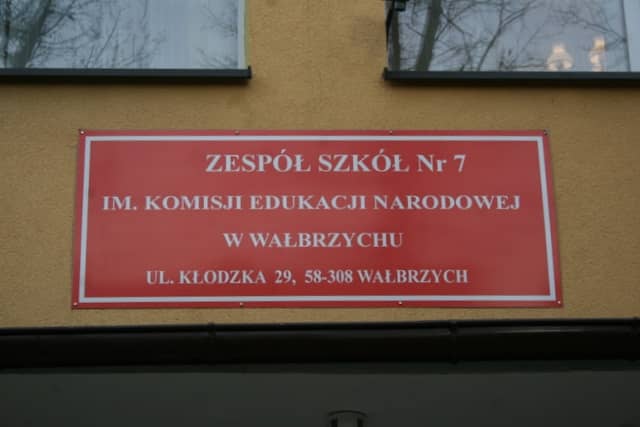 ZESPÓŁ SZKÓŁ Nr 7
IM. KOMISJI EDUKACJI NARODOWEJ
W WAŁBRZYCHU
UL. KŁODZKA 29, 58-308 WAŁBRZYCH